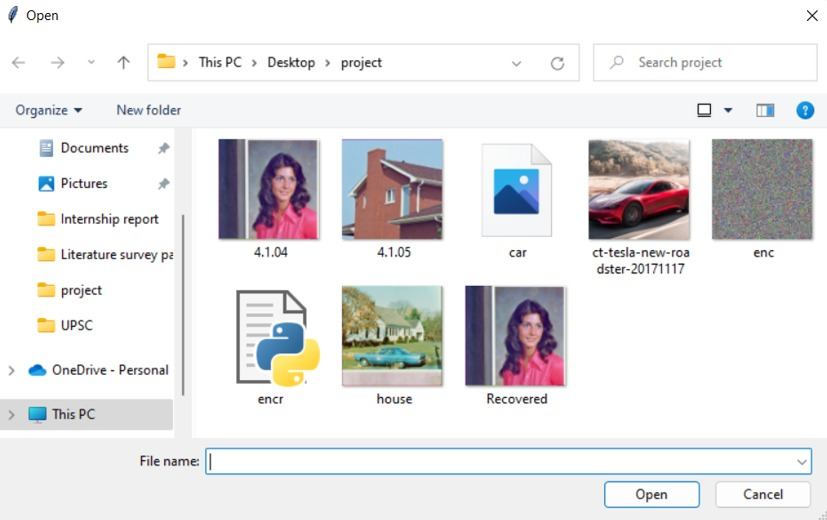 Open
This PC
Desktop
project
Search project
Organize
New folder
Documents
Pictures
Internship report
Literature survey pa
project
UPSC
OneDrive - Personal
This PC
4.1.04
4.1.05
car
ct-tesla-new-roa
dster-20171117
enc
encr
house
Recovered
File name:
Open
Cancel